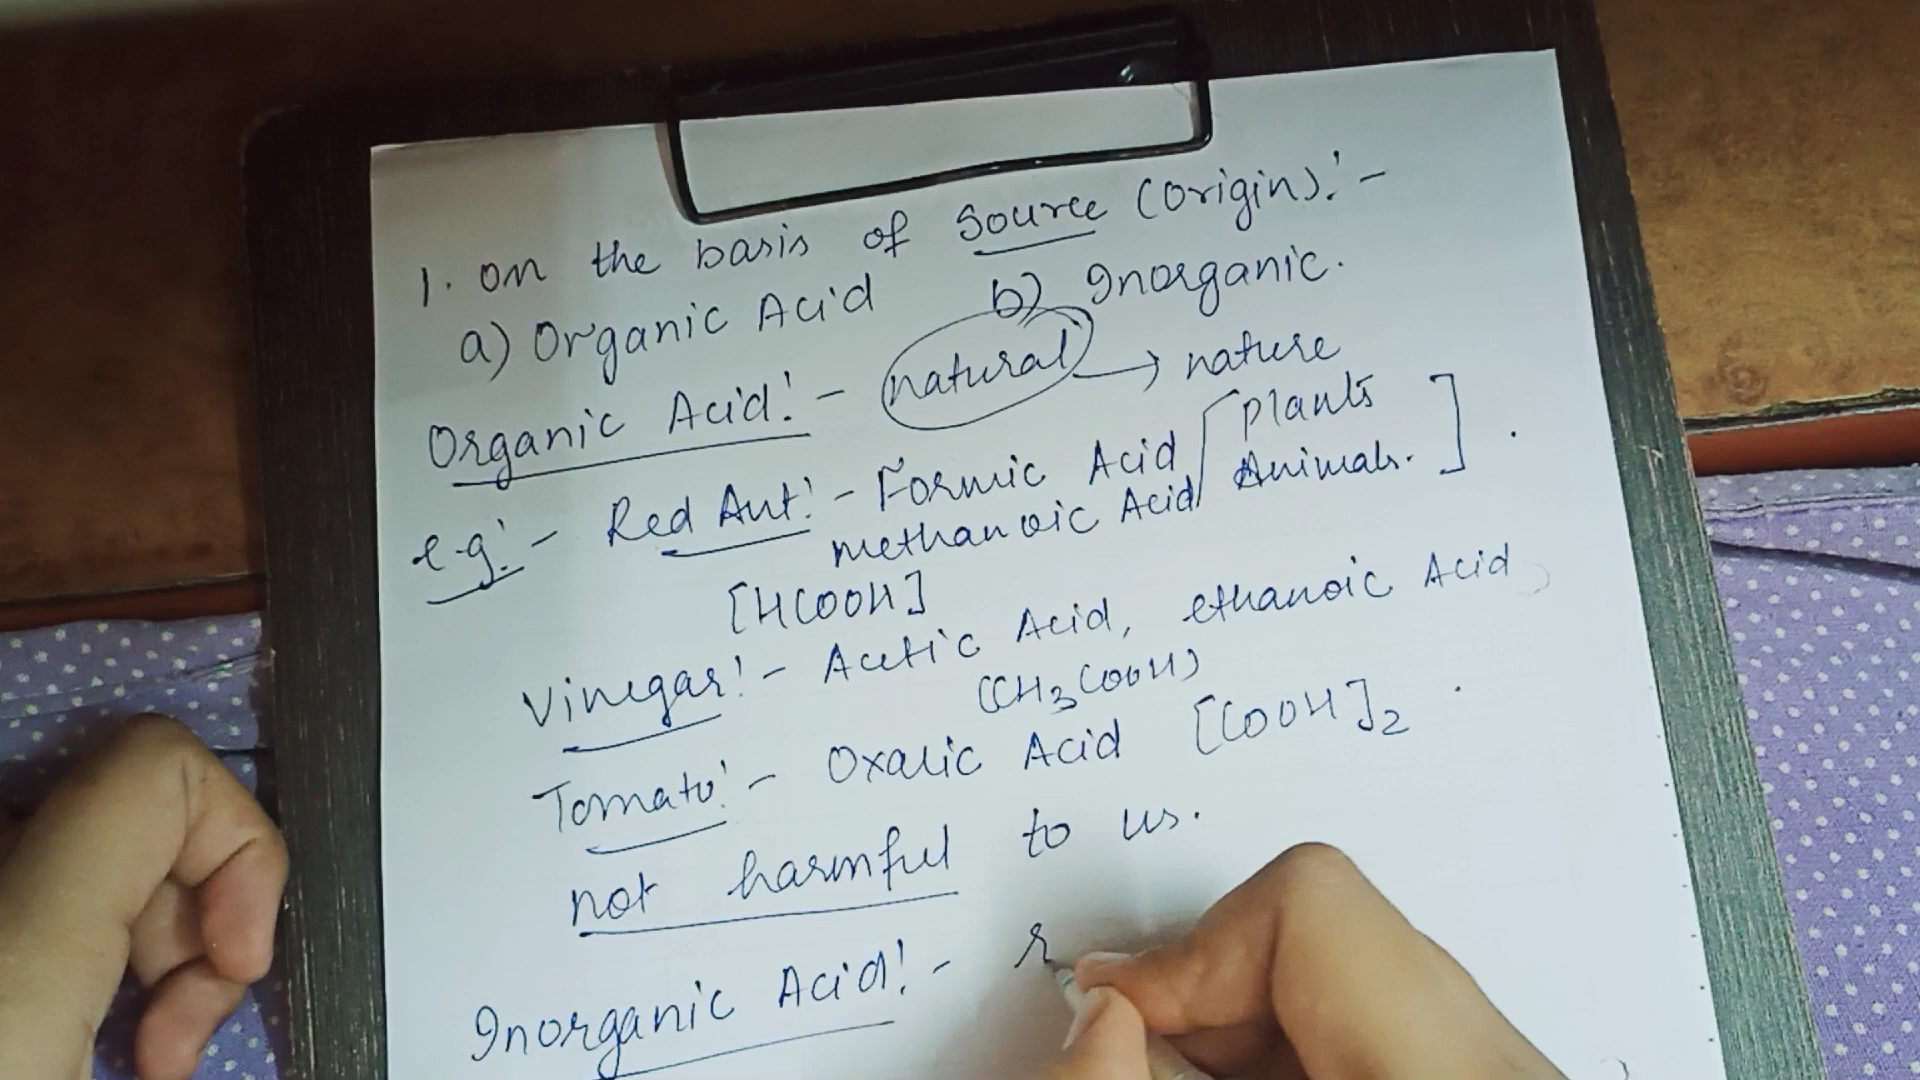 1. on the basis of Source (origin):-
a) Organic Acid b) Inorganic.
Organic Acid:- natural → nature
e.g:- Red Ant:- Formic Acid [Plants
methanoic Acid Animals.]
[HCOOH]
Vinegar:- Acetic Acid, ethanoic Acid
(CH3COOH)
Tomato:- Oxalic Acid [COOH]2
not harmful to us.
Inorganic Acid:-